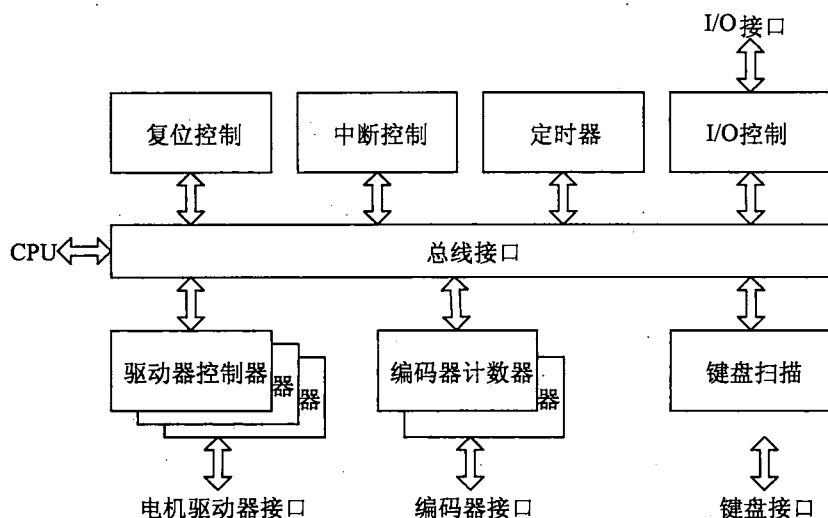 I/O 接口
复位控制
中断控制
定时器
I/O控制
CPU
总线接口
驱动器控制器
器
器
编码器计数器
器
键盘扫描
电机驱动器接口
编码器接口
键盘接口